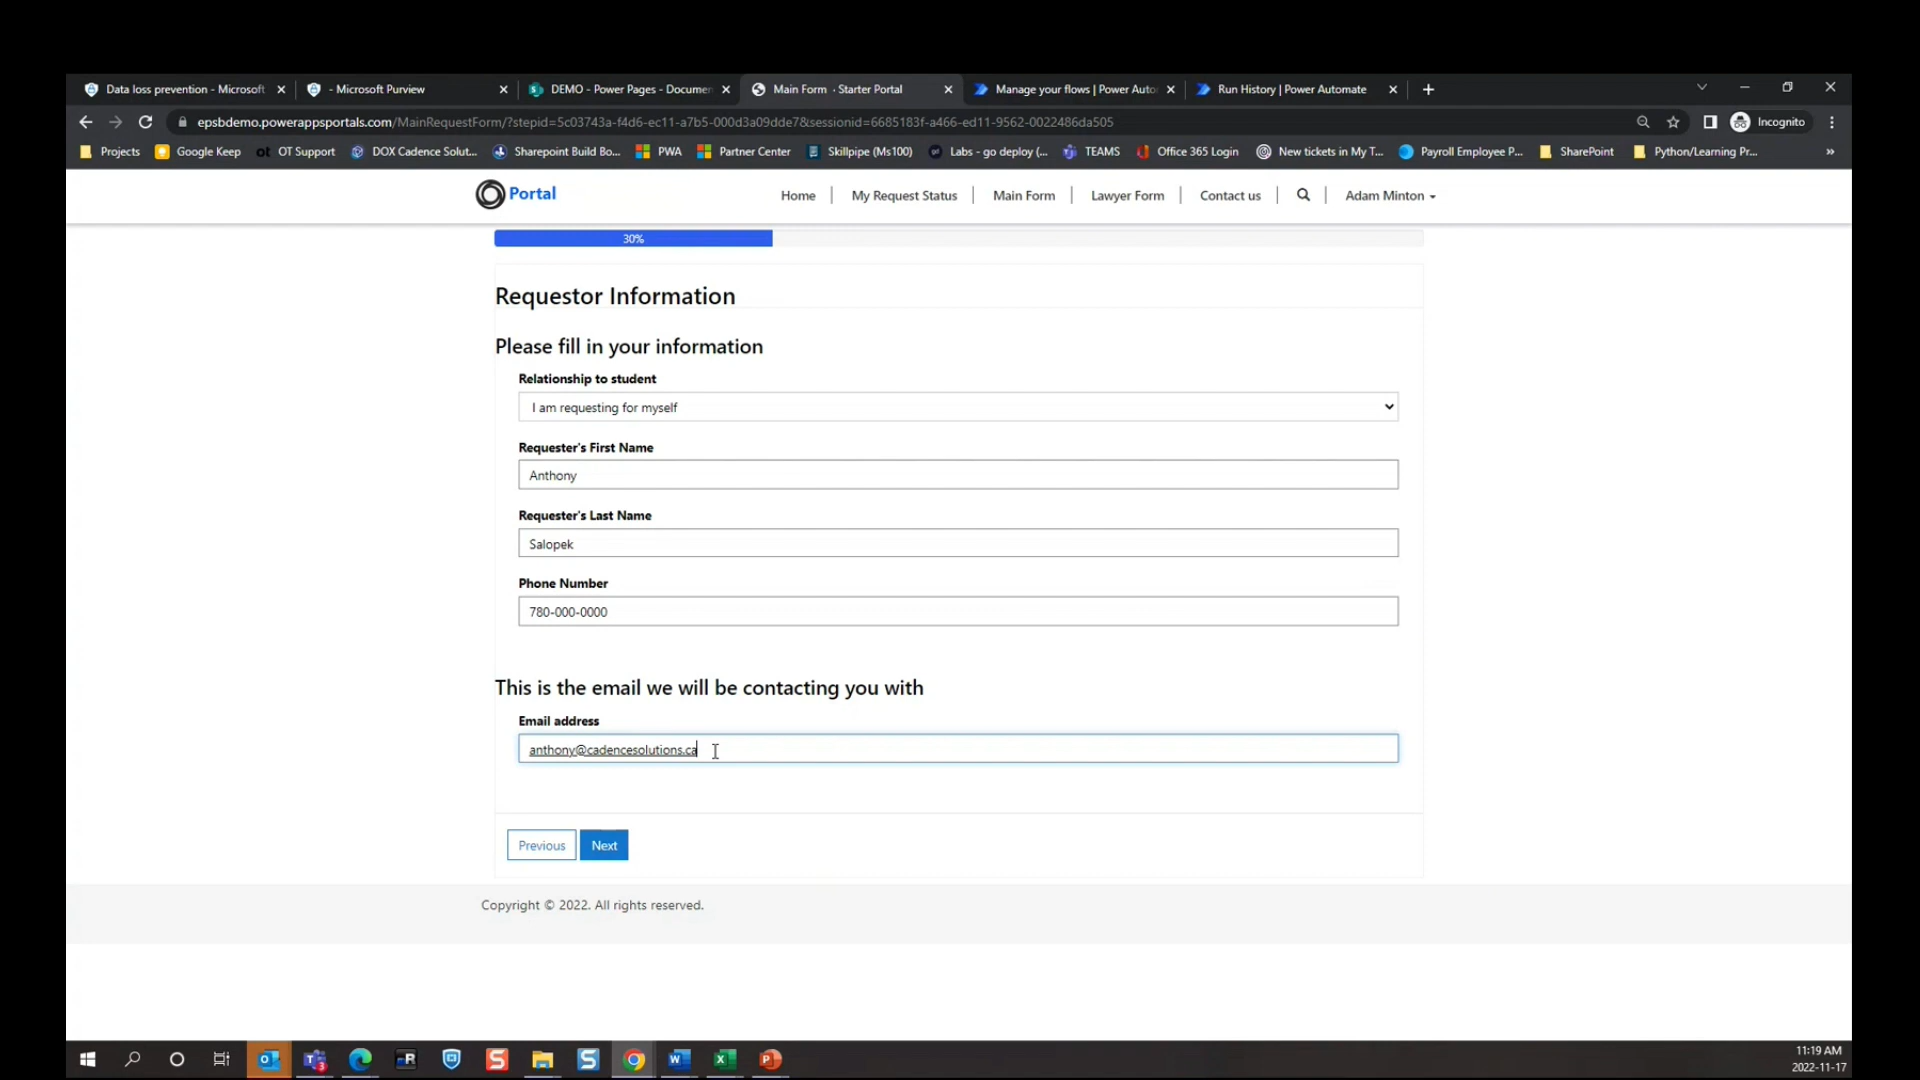 Data loss prevention - Microsoft
- Microsoft Purview
DEMO - Power Pages - Documen
Main Form · Starter Portal
Manage your flows | Power Auto
Run History | Power Automate
epsbdemo.powerappsportals.com/MainRequestForm/?stepid=5c03743a-f4d6-ec11-a7b5-000d3a09dde7&sessionid=6685183f-a466-ed11-9562-0022486da505
Incognito
Projects
Google Keep
OT Support
DOX Cadence Solut...
Sharepoint Build Bo...
PWA
Partner Center
Skillpipe (Ms100)
Labs - go deploy (...
TEAMS
Office 365 Login
New tickets in My T...
Payroll Employee P...
SharePoint
Python/Learning Pr...
Portal
Home
My Request Status
Main Form
Lawyer Form
Contact us
Adam Minton
30%
Requestor Information
Please fill in your information
Relationship to student
I am requesting for myself
Requester's First Name
Anthony
Requester's Last Name
Salopek
Phone Number
780-000-0000
This is the email we will be contacting you with
Email address
anthony@cadencesolutions.ca
Previous
Next
Copyright © 2022. All rights reserved.
11:19 AM
2022-11-17